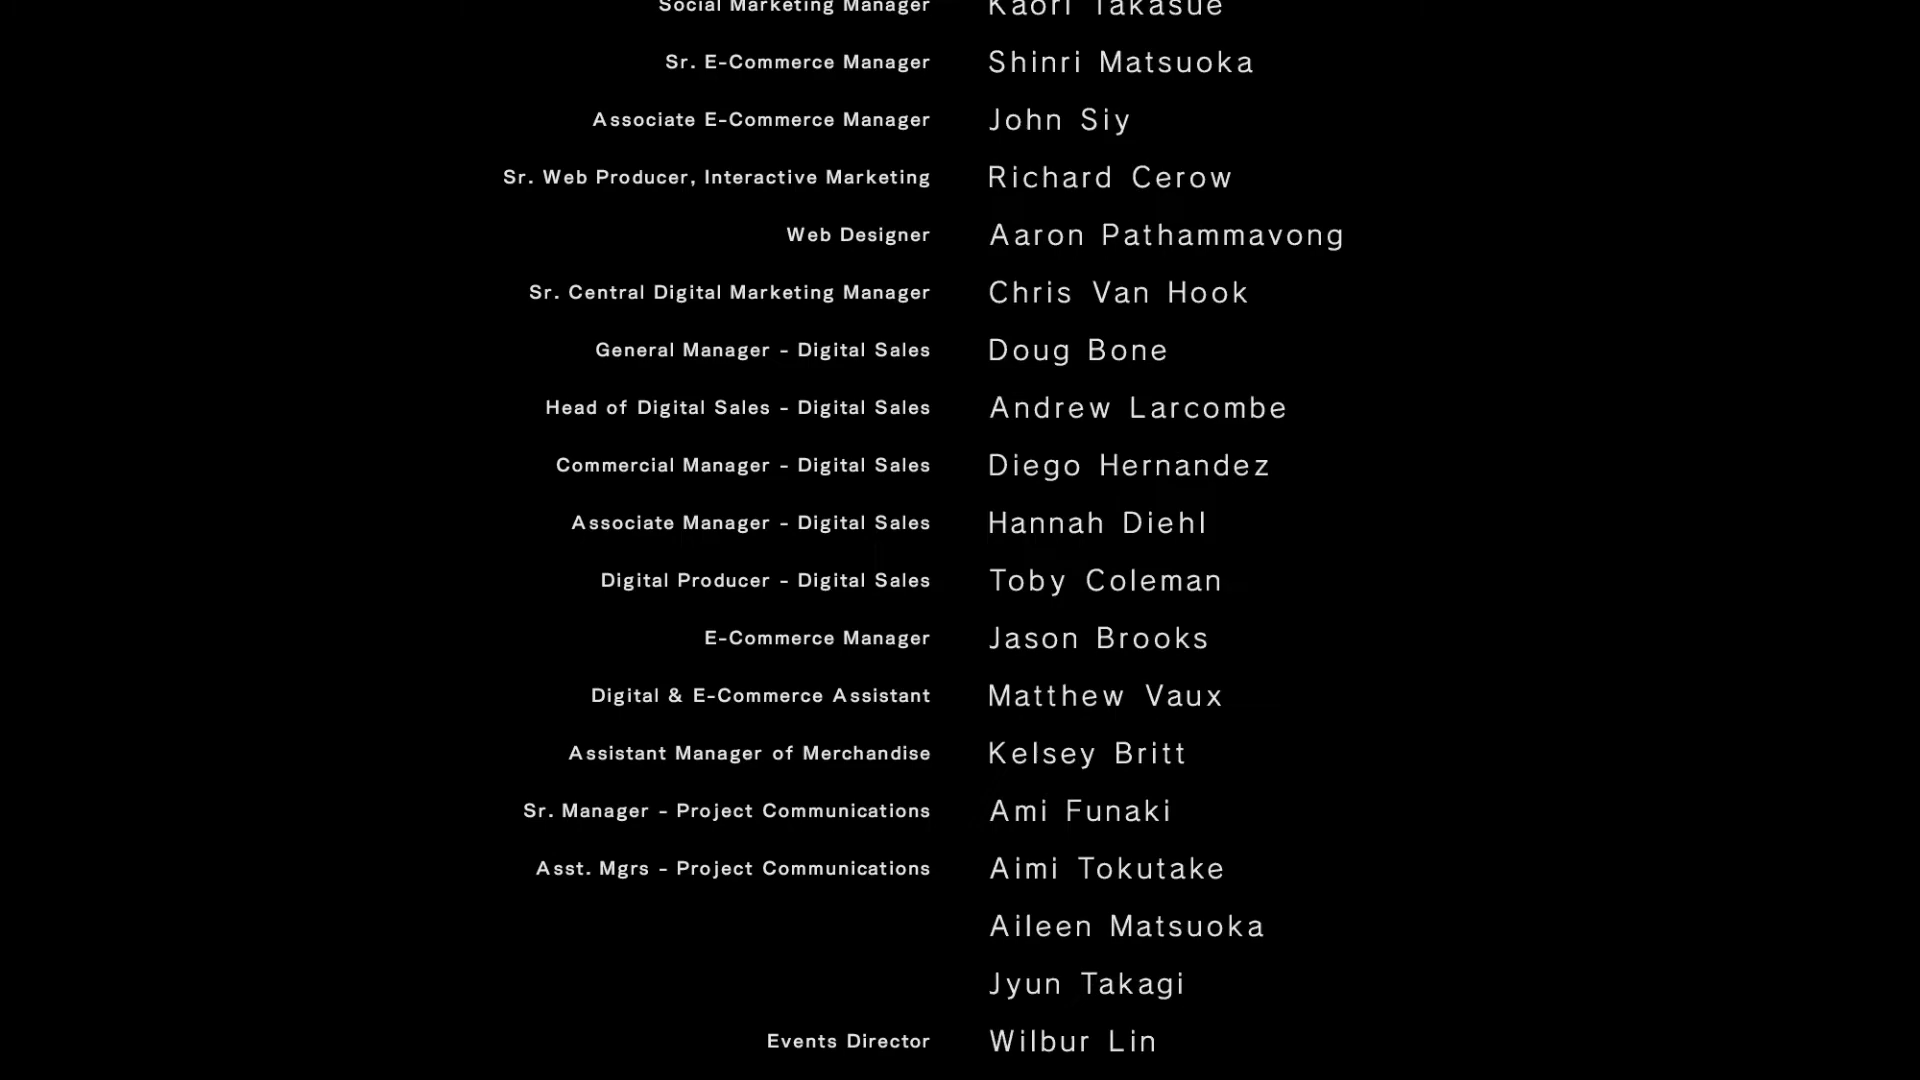 Social Marketing Manager Kaori Takasue
Sr. E-Commerce Manager Shinri Matsuoka
Associate E-Commerce Manager John Siy
Sr. Web Producer, Interactive Marketing Richard Cerow
Web Designer Aaron Pathammavong
Sr. Central Digital Marketing Manager Chris Van Hook
General Manager - Digital Sales Doug Bone
Head of Digital Sales - Digital Sales Andrew Larcombe
Commercial Manager - Digital Sales Diego Hernandez
Associate Manager - Digital Sales Hannah Diehl
Digital Producer - Digital Sales Toby Coleman
E-Commerce Manager Jason Brooks
Digital & E-Commerce Assistant Matthew Vaux
Assistant Manager of Merchandise Kelsey Britt
Sr. Manager - Project Communications Ami Funaki
Asst. Mgrs - Project Communications Aimi Tokutake
Aileen Matsuoka
Jyun Takagi
Events Director Wilbur Lin